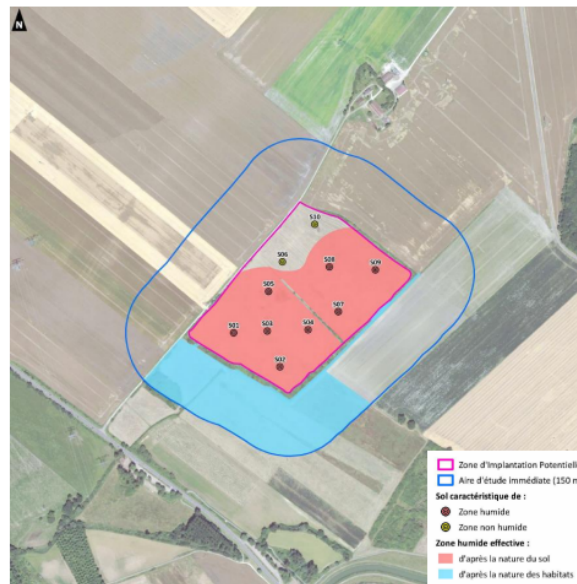 N
S10
S06
S08
S09
S05
S07
S01
S03
S04
S02
Zone d'Implantation Potentiell
Aire d'étude immédiate (150 m
Sol caractéristique de :
Zone humide
Zone non humide
Zone humide effective :
d'après la nature du sol
d'après la nature des habitats